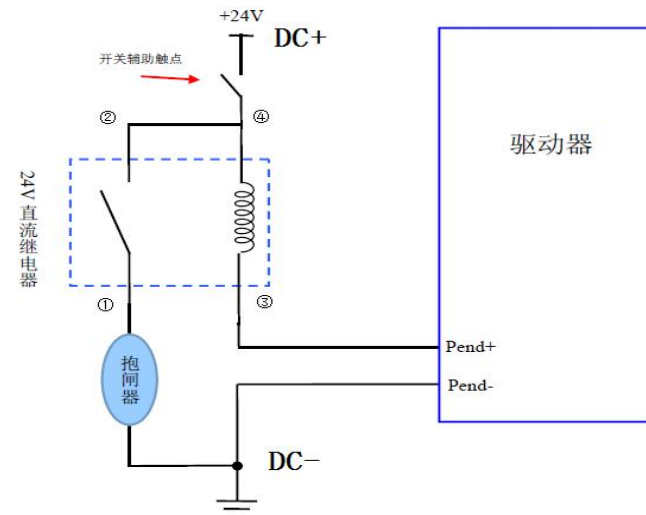 +24V
DC+
开关辅助触点
②
④
驱动器
24V 直流继电器
①
③
Pend+
抱闸器
Pend-
DC−